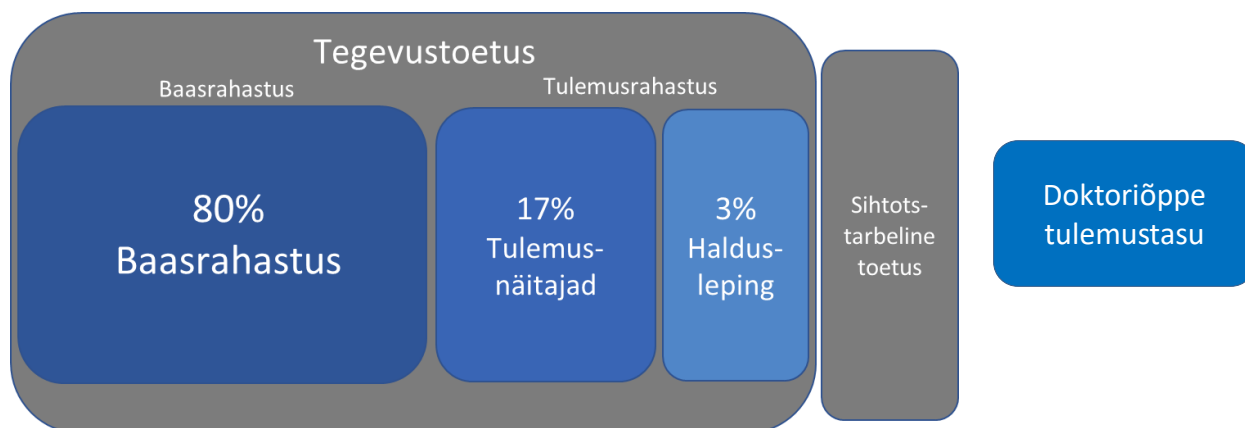 Tegevustoetus
Baasrahastus
Tulemusrahastus
80%
Baasrahastus
17%
Tulemus-
näitajad
3%
Haldus-
leping
Sihtots-
tarbeline
toetus
Doktoriõppe
tulemustasu